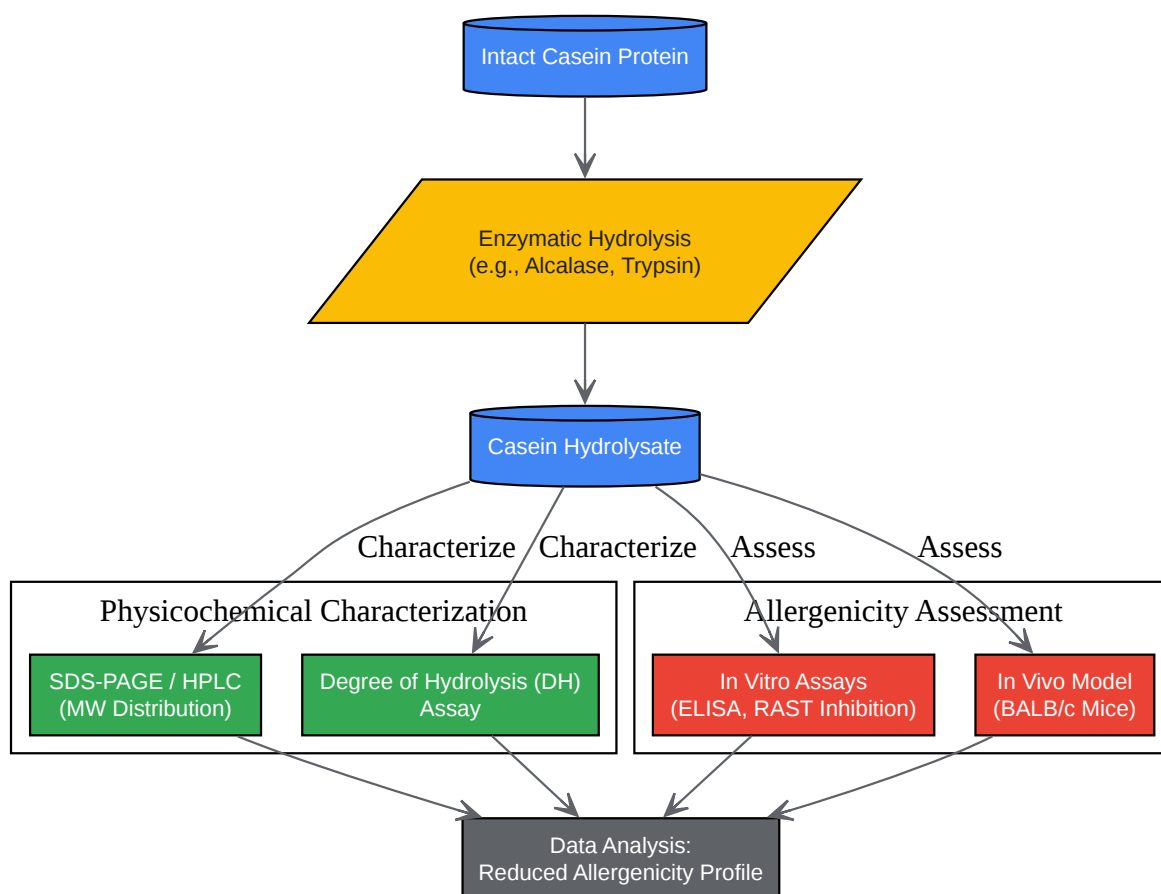 Intact Casein Protein
Enzymatic Hydrolysis
(e.g., Alcalase, Trypsin)
Casein Hydrolysate
Characterize
Characterize
Assess
Assess
Physicochemical Characterization
Allergenicity Assessment
SDS-PAGE / HPLC
(MW Distribution)
Degree of Hydrolysis (DH)
Assay
In Vitro Assays
(ELISA, RAST Inhibition)
In Vivo Model
(BALB/c Mice)
Data Analysis:
Reduced Allergenicity Profile